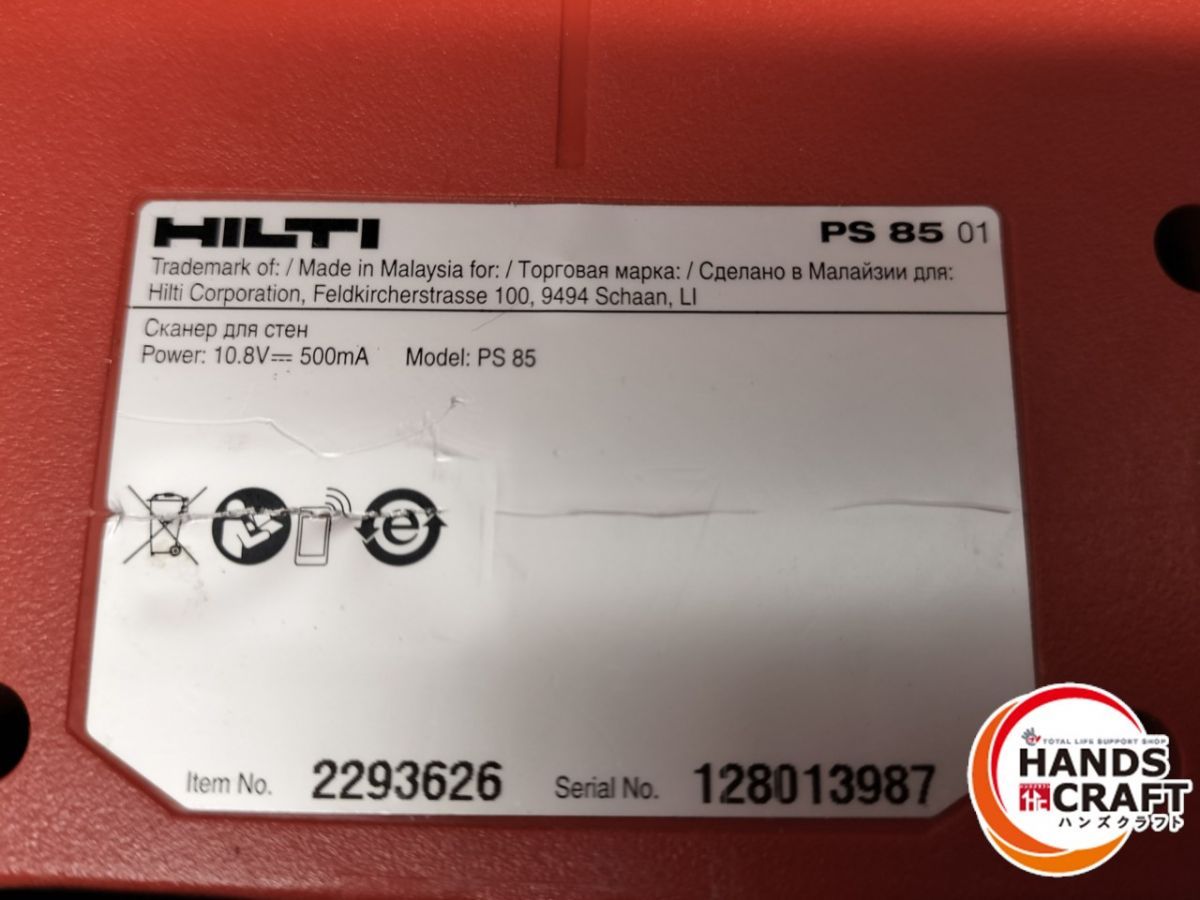 HILTI
PS 85 01
Trademark of: / Made in Malaysia for: / Торговая марка: / Сделано в Малайзии для:
Hilti Corporation, Feldkircherstrasse 100, 9494 Schaan, LI
Сканер для стен
Power: 10.8V⎓ 500mA Model: PS 85
e
Item No. 2293626 Serial No. 128013987
TOTAL LIFE SUPPORT SHOP
HANDS
CRAFT
ハンズクラフト